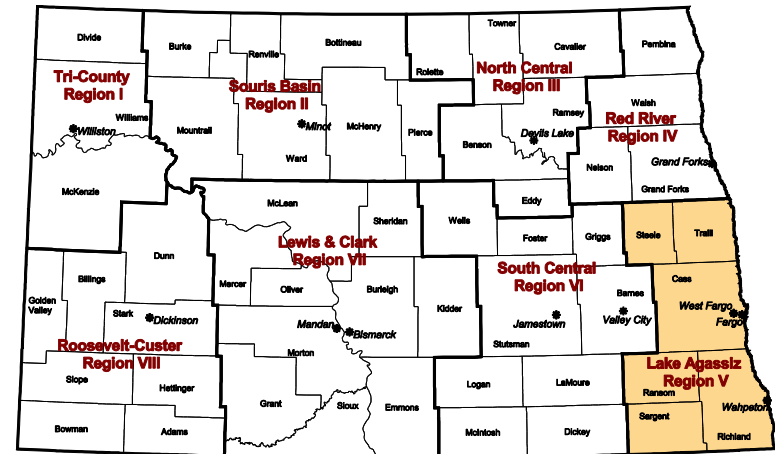 Divide
Burke
Renville
Bottineau
Towner
Cavalier
Pembina
Rolette
Tri-County
Region I
Souris Basin
Region II
North Central
Region III
Williams
Williston
Mountrail
Minot
Ward
McHenry
Pierce
Benson
Ramsey
Devils Lake
Walsh
Red River
Region IV
Nelson
Grand Forks
Grand Forks
McKenzie
McLean
Sheridan
Wells
Eddy
Foster
Griggs
Steele
Traill
Dunn
Lewis & Clark
Region VII
South Central
Region VI
Golden
Valley
Billings
Mercer
Oliver
Burleigh
Kidder
Barnes
Cass
Stark
Dickinson
Mandan
Bismarck
Jamestown
Valley City
West Fargo
Fargo
Stutsman
Roosevelt-Custer
Region VIII
Morton
Lake Agassiz
Region V
Slope
Hettinger
Grant
Sioux
Emmons
Logan
LaMoure
Ransom
Wahpeton
Bowman
Adams
McIntosh
Dickey
Sargent
Richland